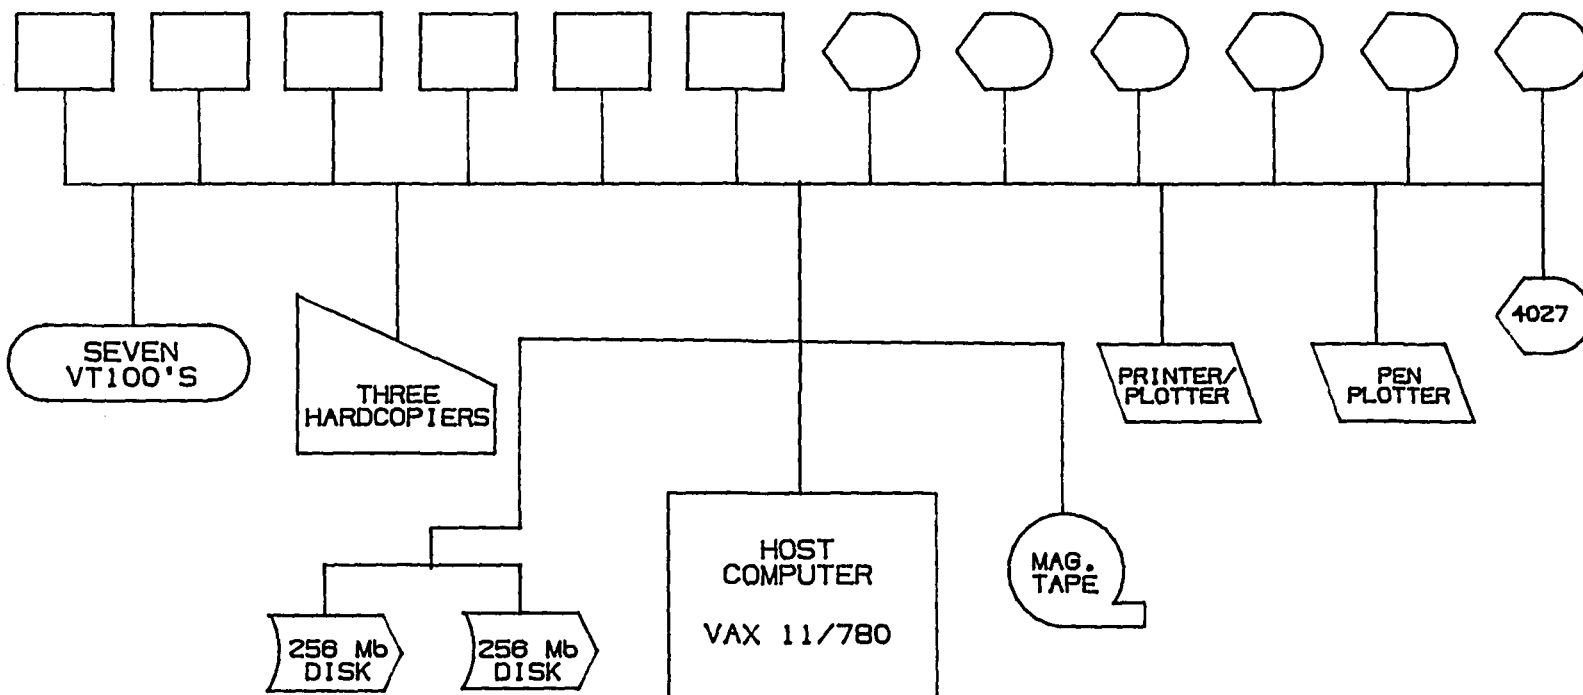 4027
SEVEN
VT100'S
PRINTER/
PLOTTER
PEN
PLOTTER
THREE
HARDCOPIERS
HOST
COMPUTER
VAX 11/780
MAG.
TAPE
256 Mb
DISK
256 Mb
DISK